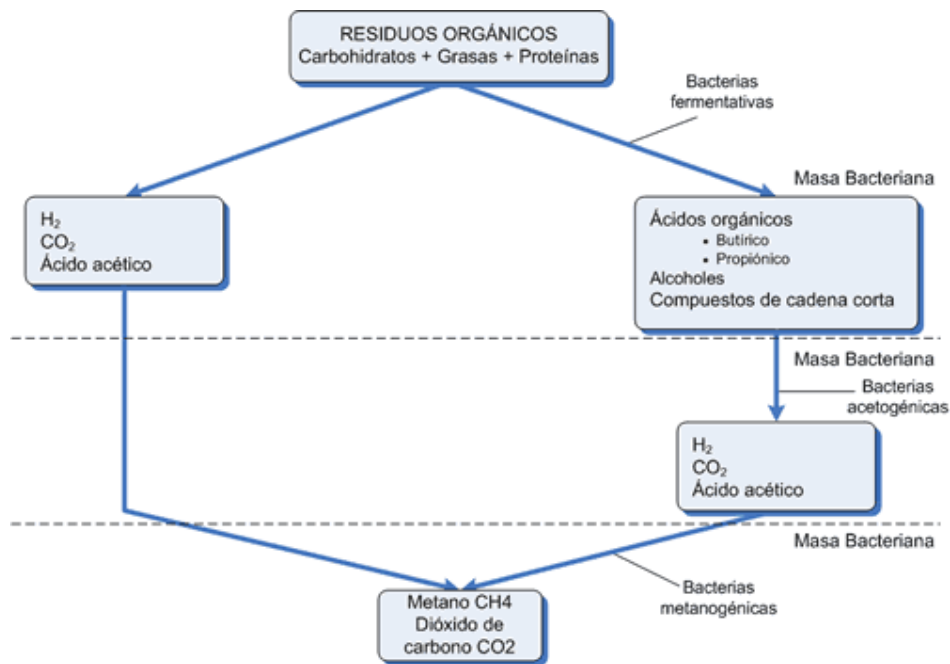 RESIDUOS ORGÁNICOS
Carbohidratos + Grasas + Proteínas
Bacterias
fermentativas
Masa Bacteriana
H₂
CO₂
Ácido acético
Ácidos orgánicos
• Butírico
• Propiónico
Alcoholes
Compuestos de cadena corta
Masa Bacteriana
Bacterias
acetogénicas
H₂
CO₂
Ácido acético
Masa Bacteriana
Bacterias
metanogénicas
Metano CH4
Dióxido de
carbono CO2